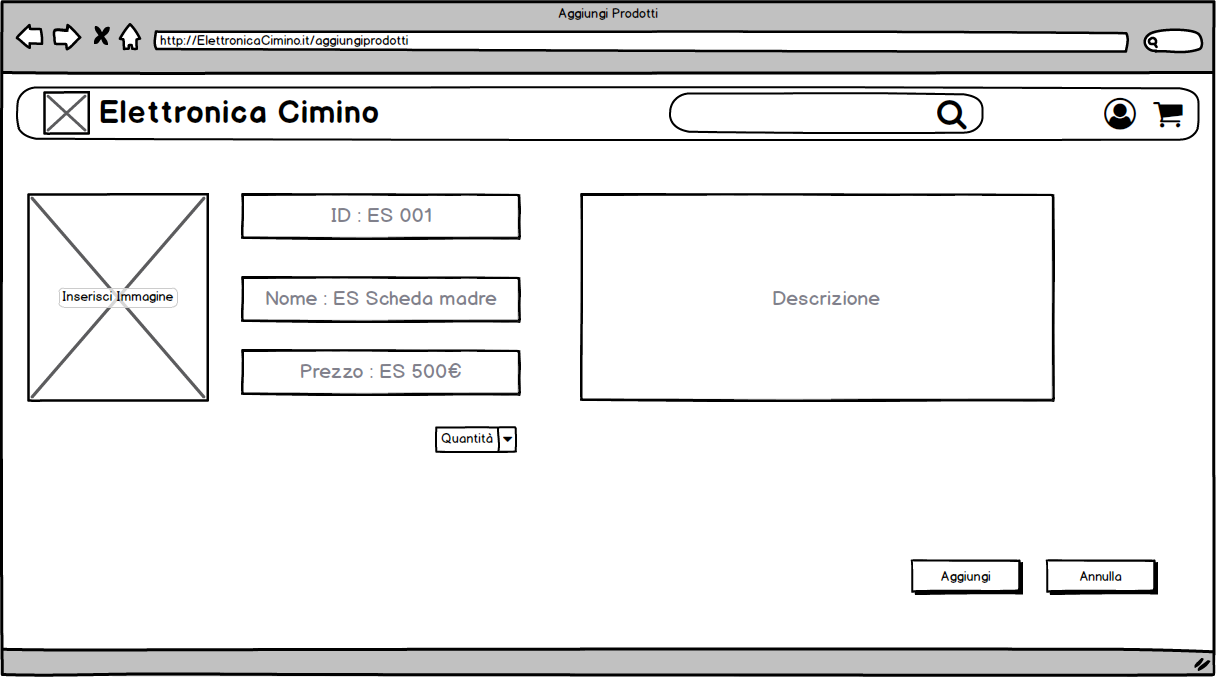 Aggiungi Prodotti
http://ElettronicaCimino.it/aggiungiprodotti
Elettronica Cimino
ID : ES 001
Inserisci Immagine
Nome : ES Scheda madre
Descrizione
Prezzo : ES 500€
Quantità
Aggiungi
Annulla